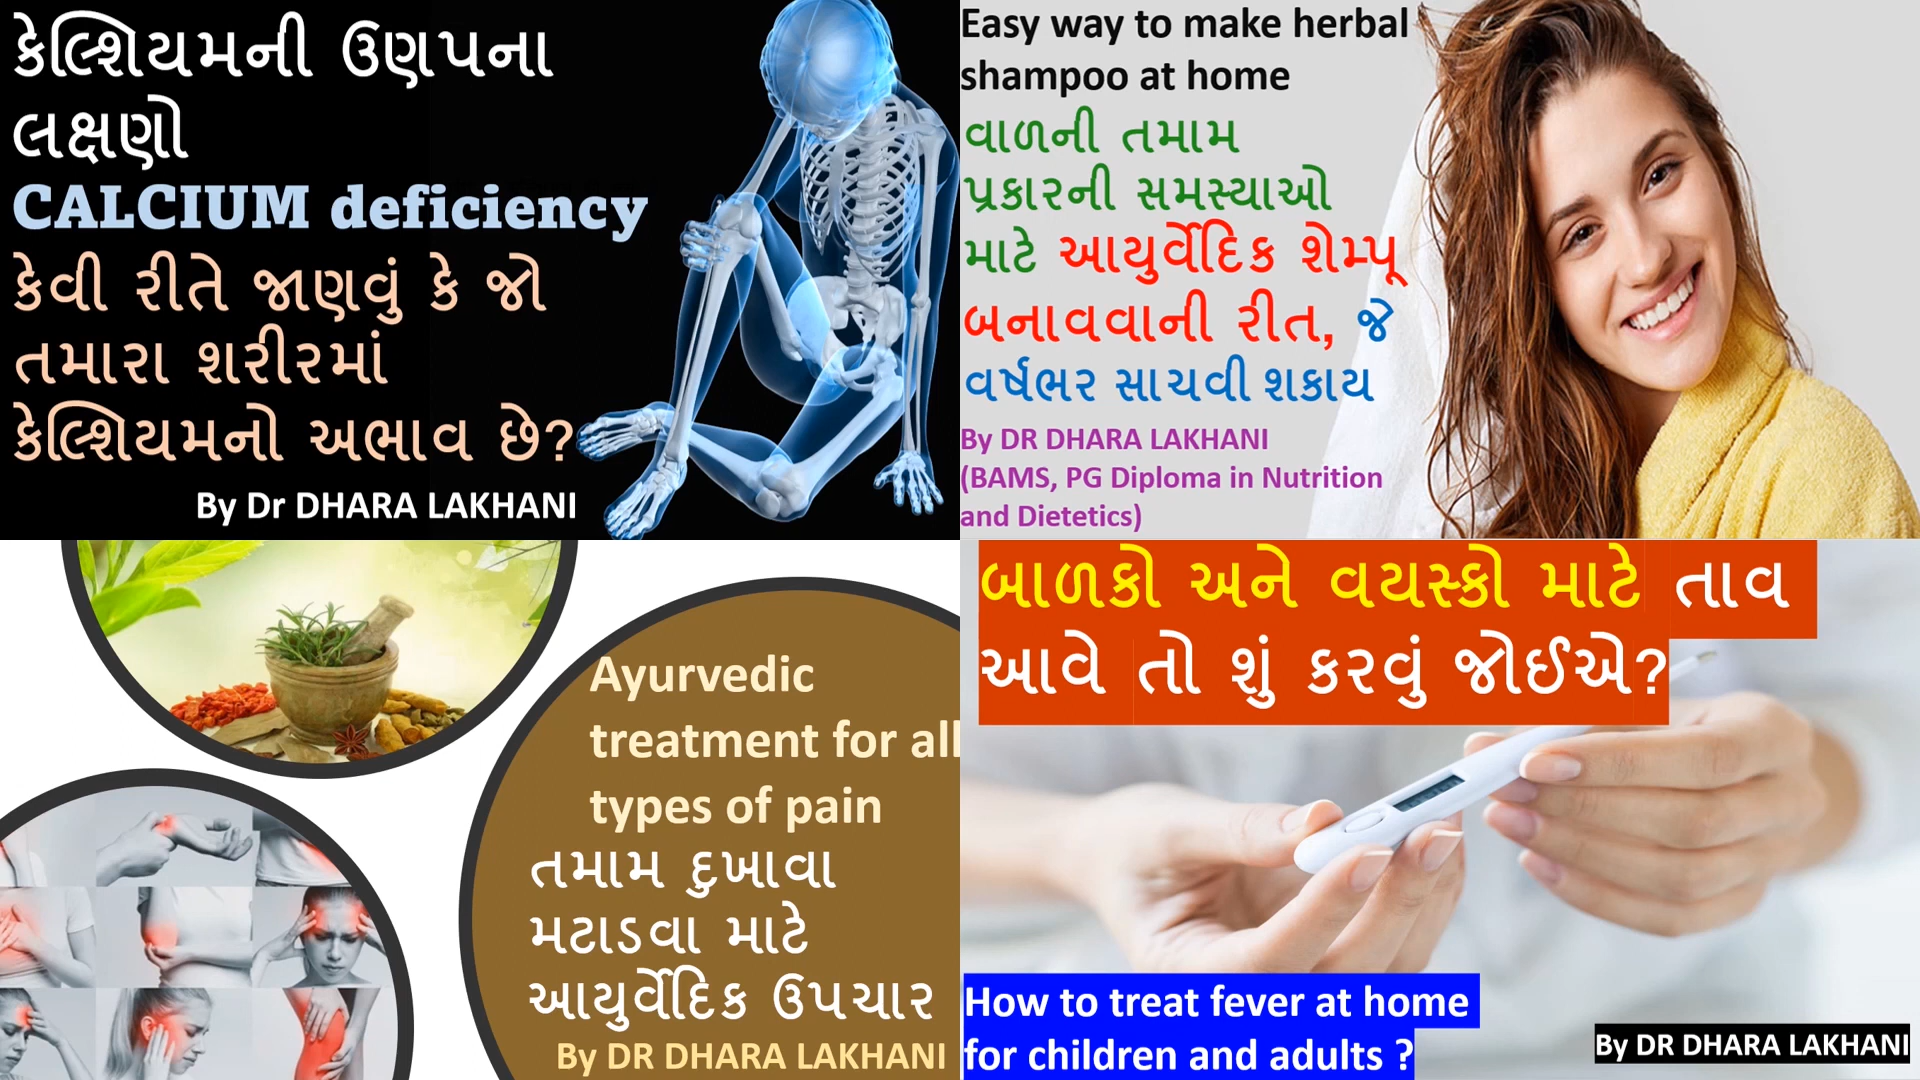 કેલ્શિયમની ઉણપના
લક્ષણો
CALCIUM deficiency
કેવી રીતે જાણવું કે જો
તમારા શરીરમાં
કેલ્શિયમનો અભાવ છે?
By Dr DHARA LAKHANI
Easy way to make herbal
shampoo at home
વાળની તમામ
પ્રકારની સમસ્યાઓ
માટે આયુર્વેદિક શેમ્પૂ
બનાવવાની રીત, જે
વર્ષભર સાચવી શકાય
By DR DHARA LAKHANI
(BAMS, PG Diploma in Nutrition
and Dietetics)
Ayurvedic
treatment for all
types of pain
તમામ દુખાવા
મટાડવા માટે
આયુર્વેદિક ઉપચાર
By DR DHARA LAKHANI
બાળકો અને વયસ્કો માટે તાવ
આવે તો શું કરવું જોઈએ?
How to treat fever at home
for children and adults ?
By DR DHARA LAKHANI